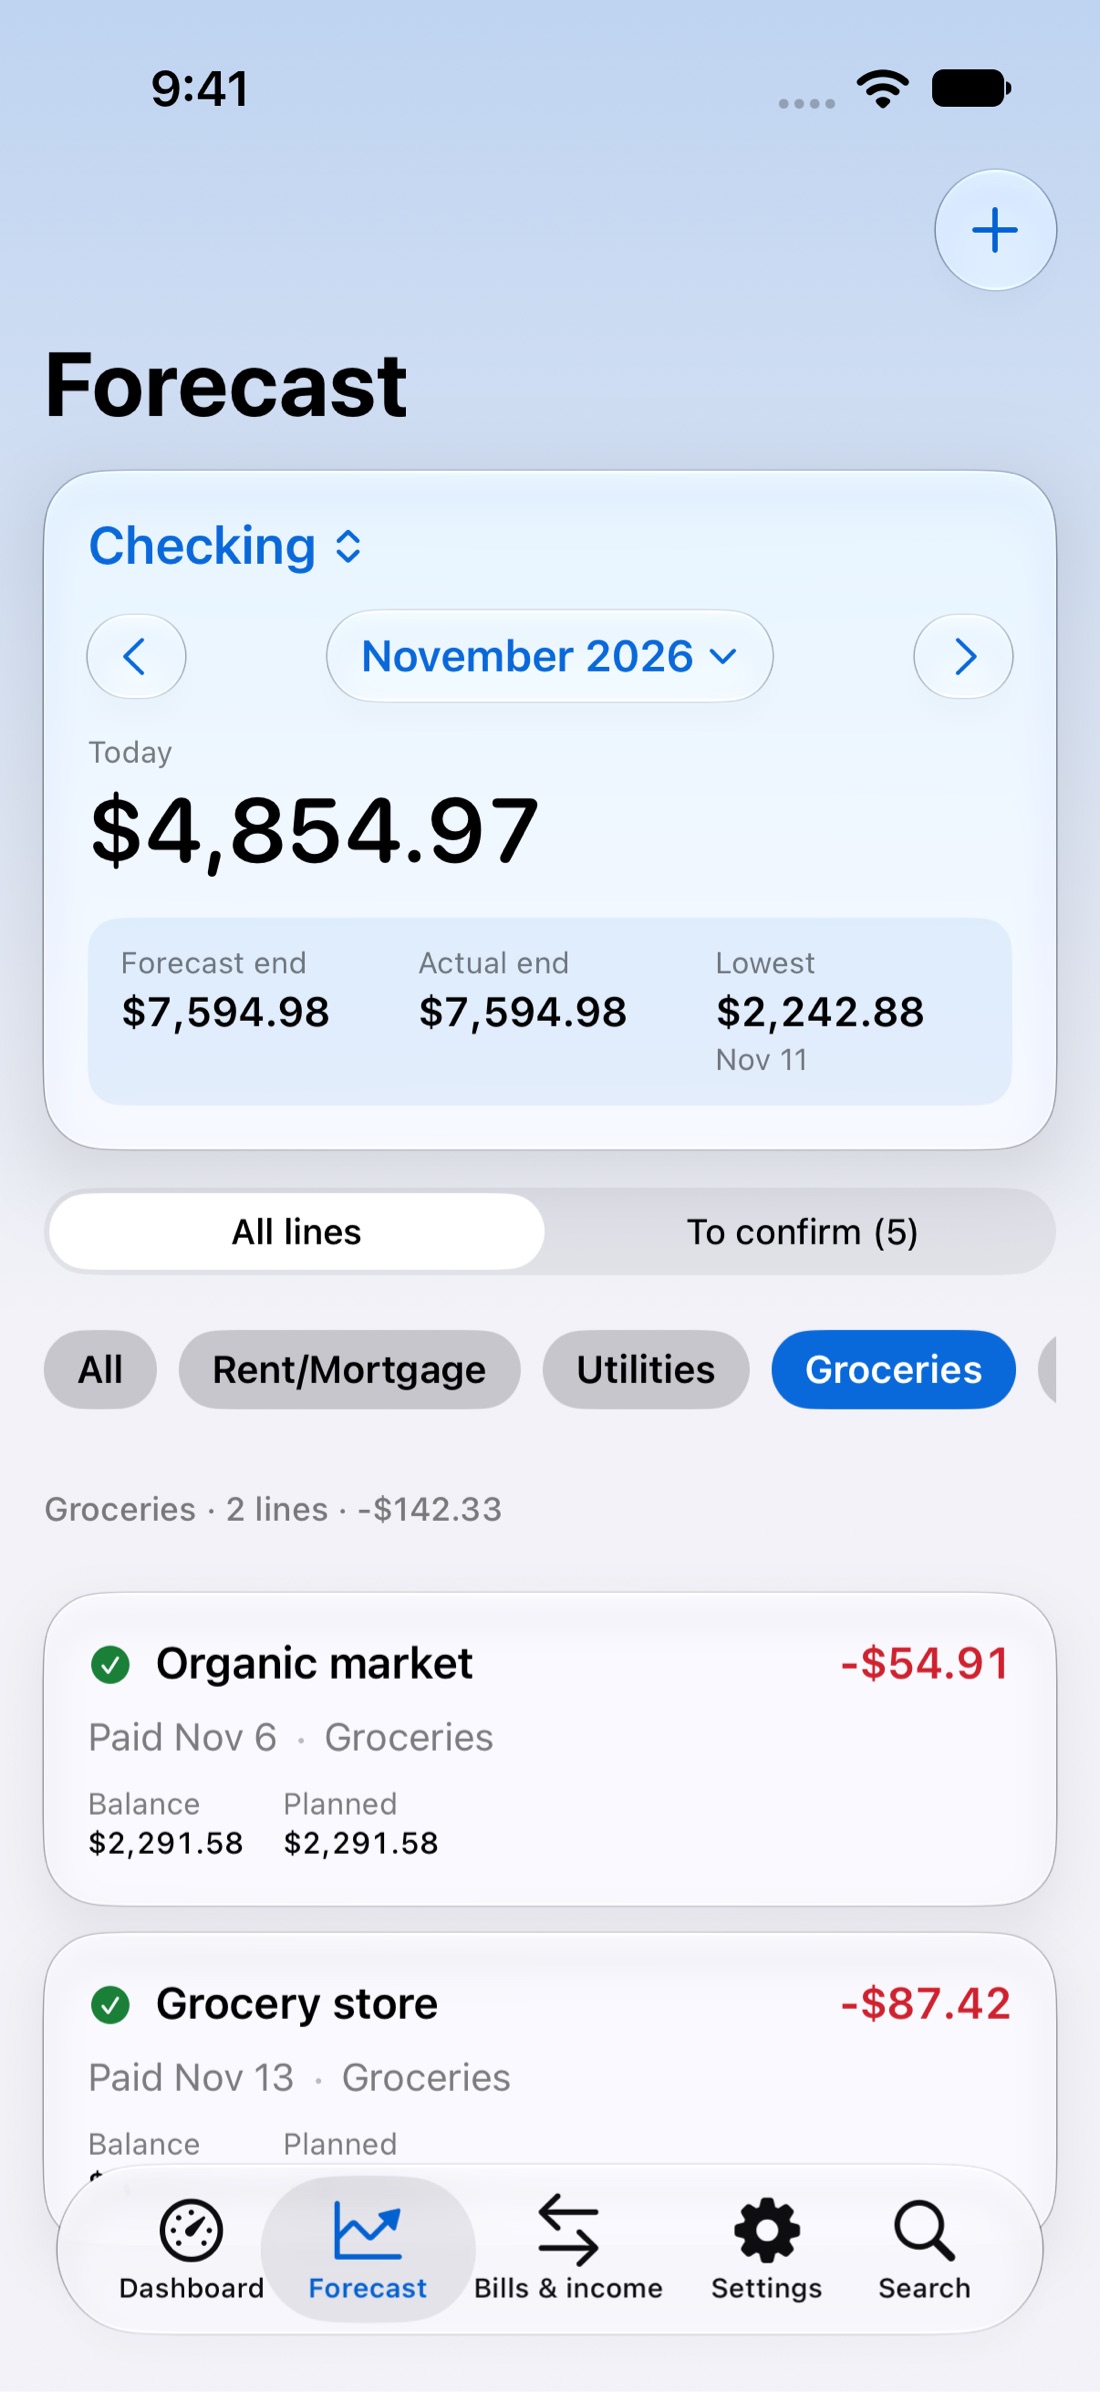 9:41
Forecast
Checking
November 2026
Today
$4,854.97
Forecast end Actual end Lowest
$7,594.98 $7,594.98 $2,242.88
Nov 11
All lines To confirm (5)
All Rent/Mortgage Utilities Groceries
Groceries · 2 lines · -$142.33
Organic market -$54.91
Paid Nov 6 · Groceries
Balance Planned
$2,291.58 $2,291.58
Grocery store -$87.42
Paid Nov 13 · Groceries
Balance Planned
Dashboard Forecast Bills & income Settings Search